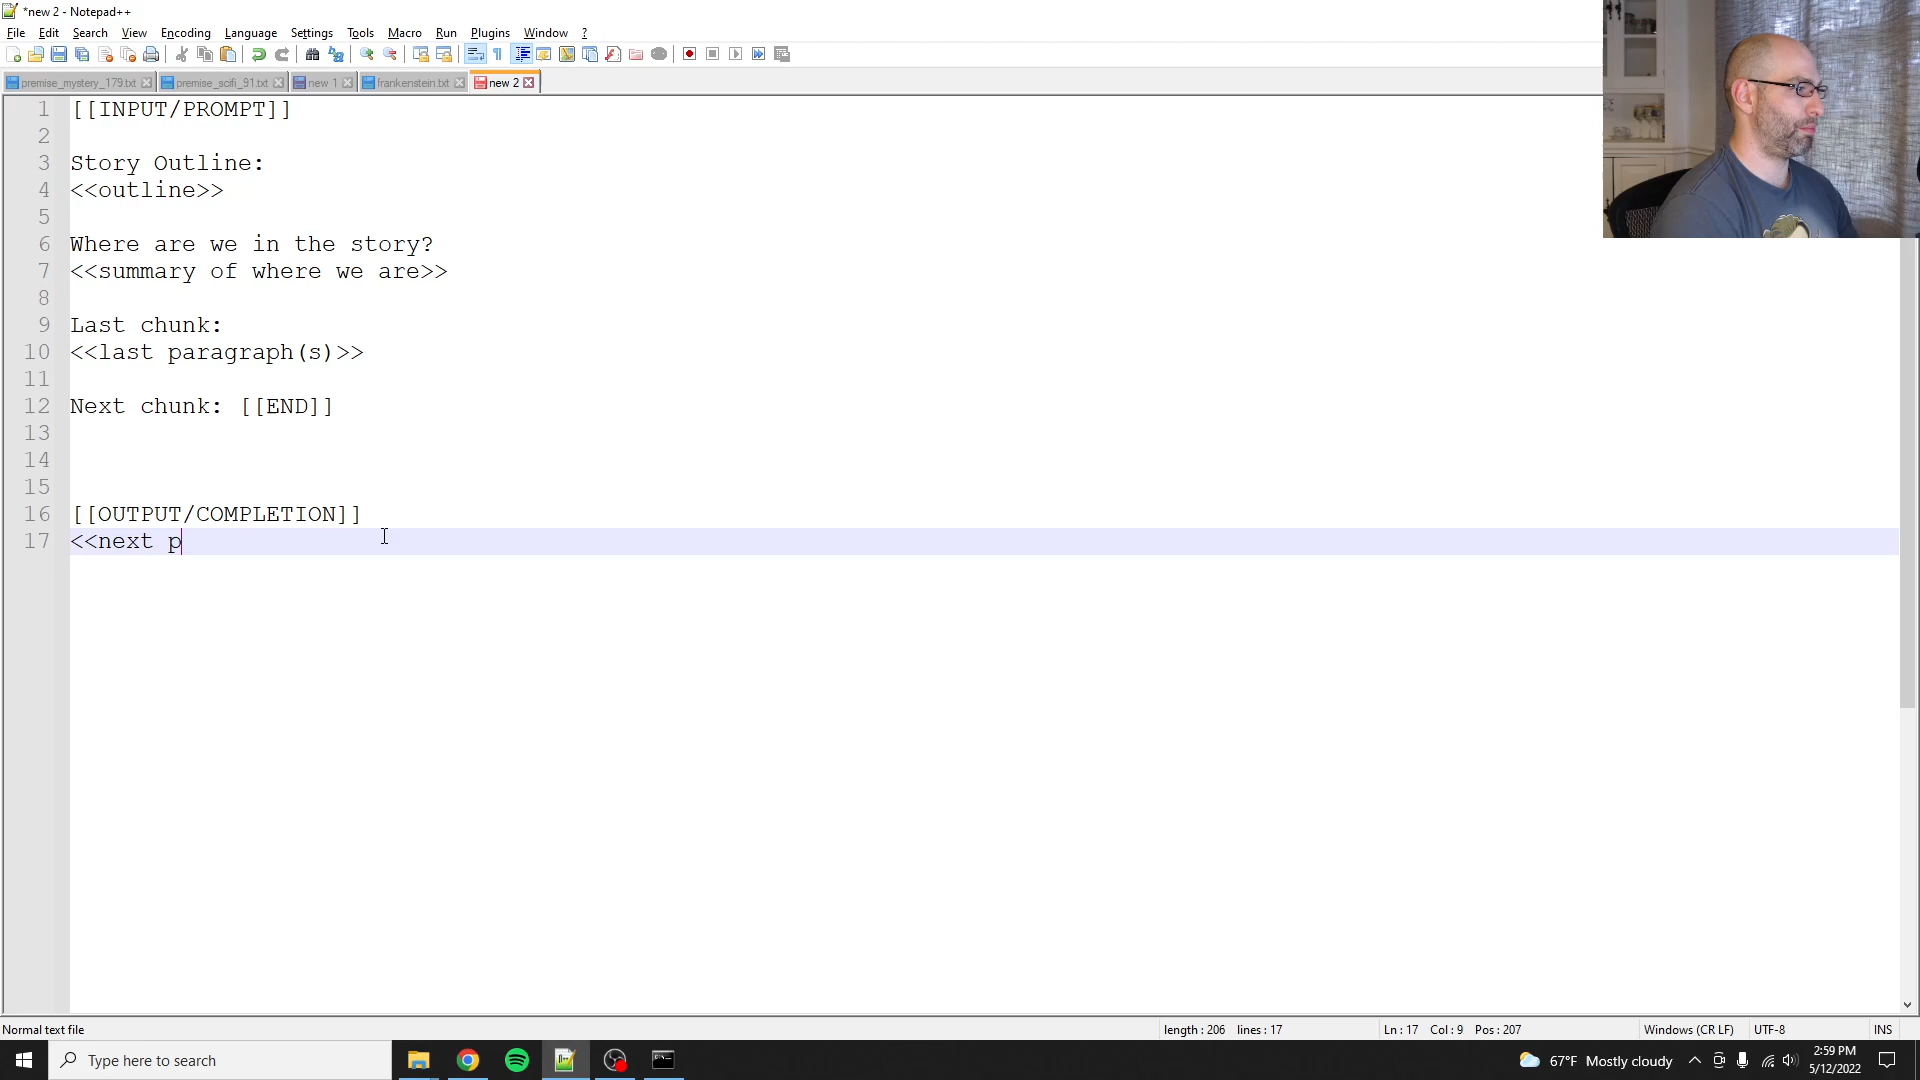 *new 2 - Notepad++
File Edit Search View Encoding Language Settings Tools Macro Run Plugins Window ?
premise_mystery_179.txt premise_scifi_91.txt new 1 frankenstein.txt new 2
1 [[INPUT/PROMPT]]
2
3 Story Outline:
4 <<outline>>
5
6 Where are we in the story?
7 <<summary of where we are>>
8
9 Last chunk:
10 <<last paragraph(s)>>
11
12 Next chunk: [[END]]
13
14
15
16 [[OUTPUT/COMPLETION]]
17 <<next p
Normal text file length : 206 lines : 17 Ln : 17 Col : 9 Pos : 207 Windows (CR LF) UTF-8 INS
Type here to search 67°F Mostly cloudy 2:59 PM
5/12/2022